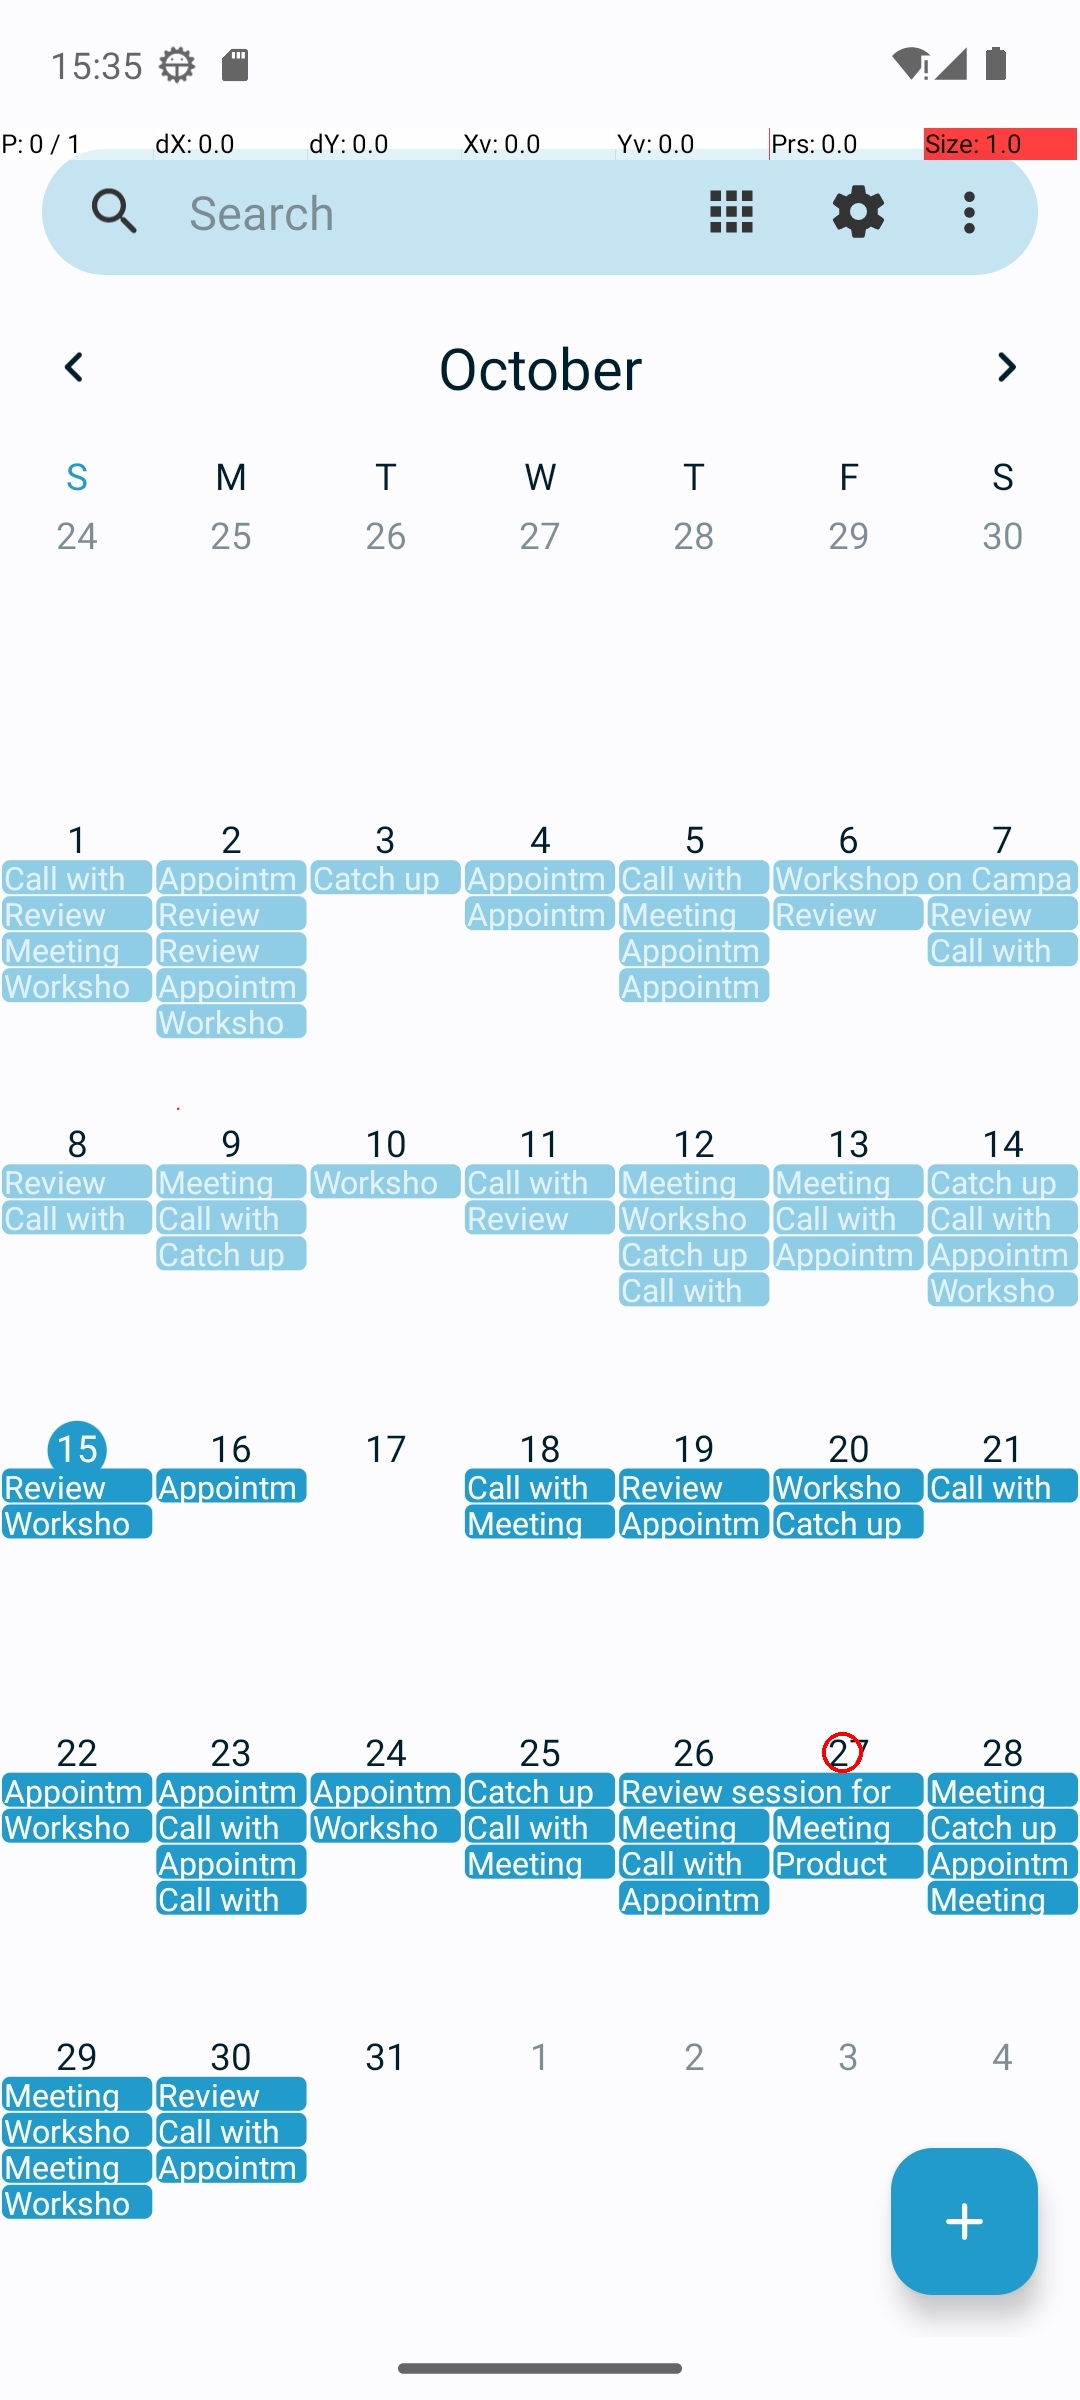 15:35
P: 0 / 1 dX: 0.0 dY: 0.0 Xv: 0.0 Yv: 0.0 Prs: 0.0 Size: 1.0
Search
October
S M T W T F S
24 25 26 27 28 29 30
1 2 3 4 5 6 7
Call with Appointm Catch up Appointm Call with Workshop on Campa
Review Review Appointm Meeting Review Review
Meeting Review Appointm Call with
Worksho Appointm Appointm
Worksho
8 9 10 11 12 13 14
Review Meeting Worksho Call with Meeting Meeting Catch up
Call with Call with Review Worksho Call with Call with
Catch up Catch up Appointm Appointm
Call with Worksho
15 16 17 18 19 20 21
Review Appointm Call with Review Worksho Call with
Worksho Meeting Appointm Catch up
22 23 24 25 26 27 28
Appointm Appointm Appointm Catch up Review session for Meeting
Worksho Call with Worksho Call with Meeting Meeting Catch up
Appointm Meeting Call with Product Appointm
Call with Appointm Meeting
29 30 31 1 2 3 4
Meeting Review
Worksho Call with
Meeting Appointm
Worksho